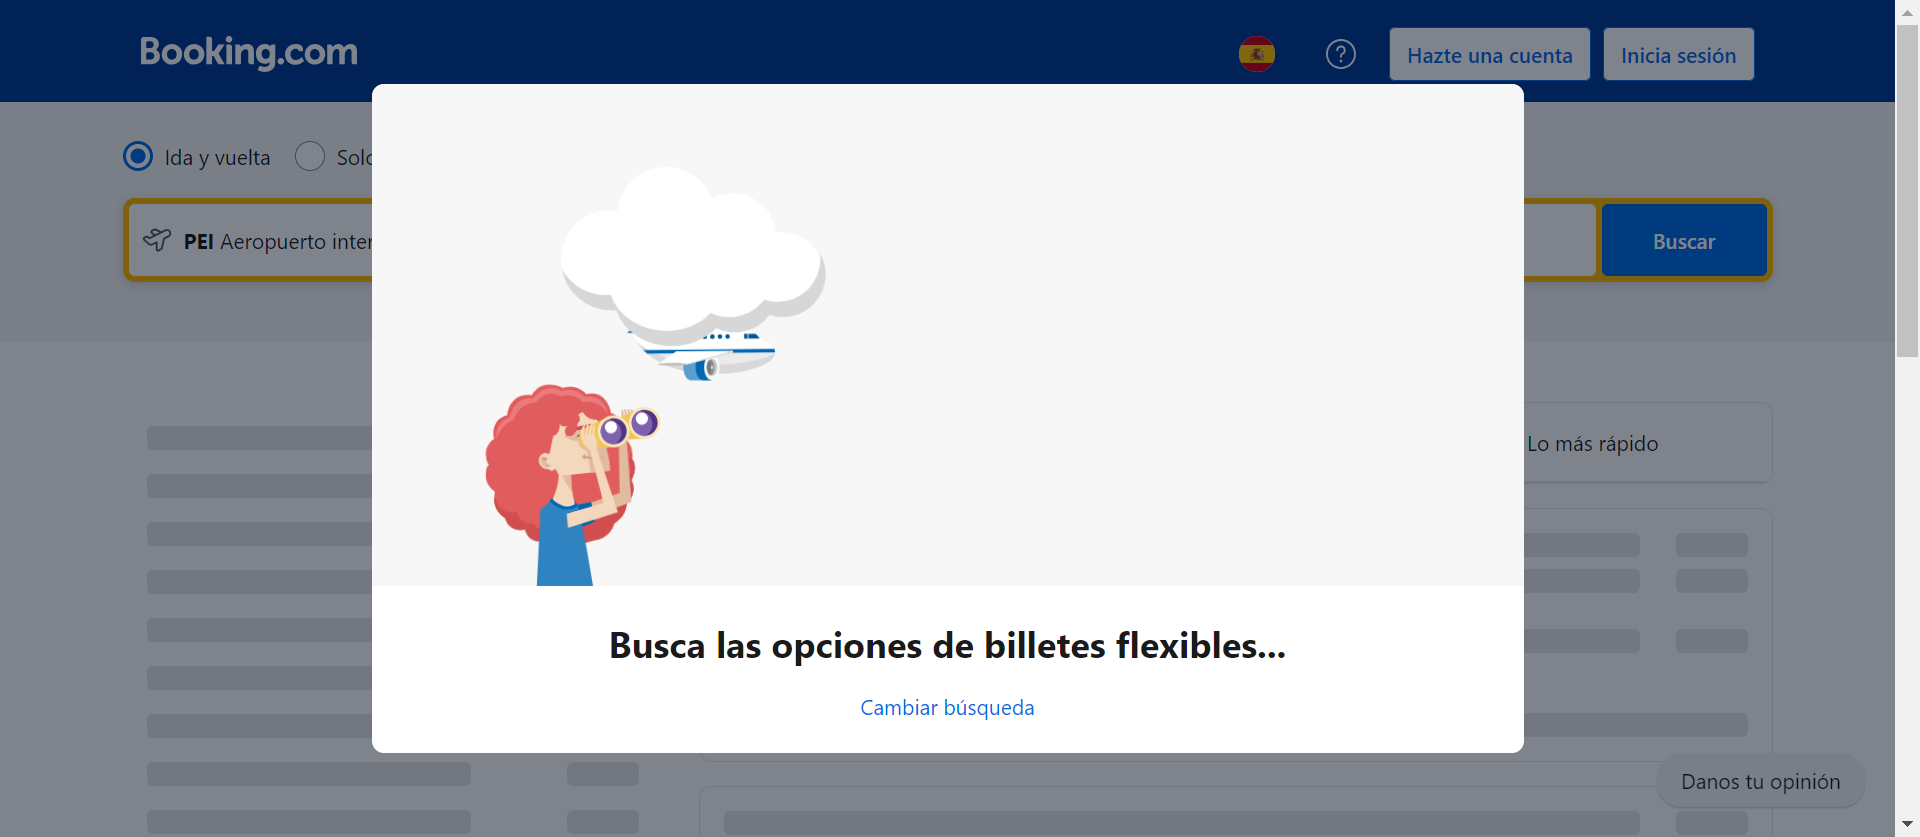 Booking.com
?
Hazte una cuenta
Inicia sesión
Ida y vuelta
Solo
PEI Aeropuerto inter
Buscar
Lo más rápido
Busca las opciones de billetes flexibles...
Cambiar búsqueda
Danos tu opinión